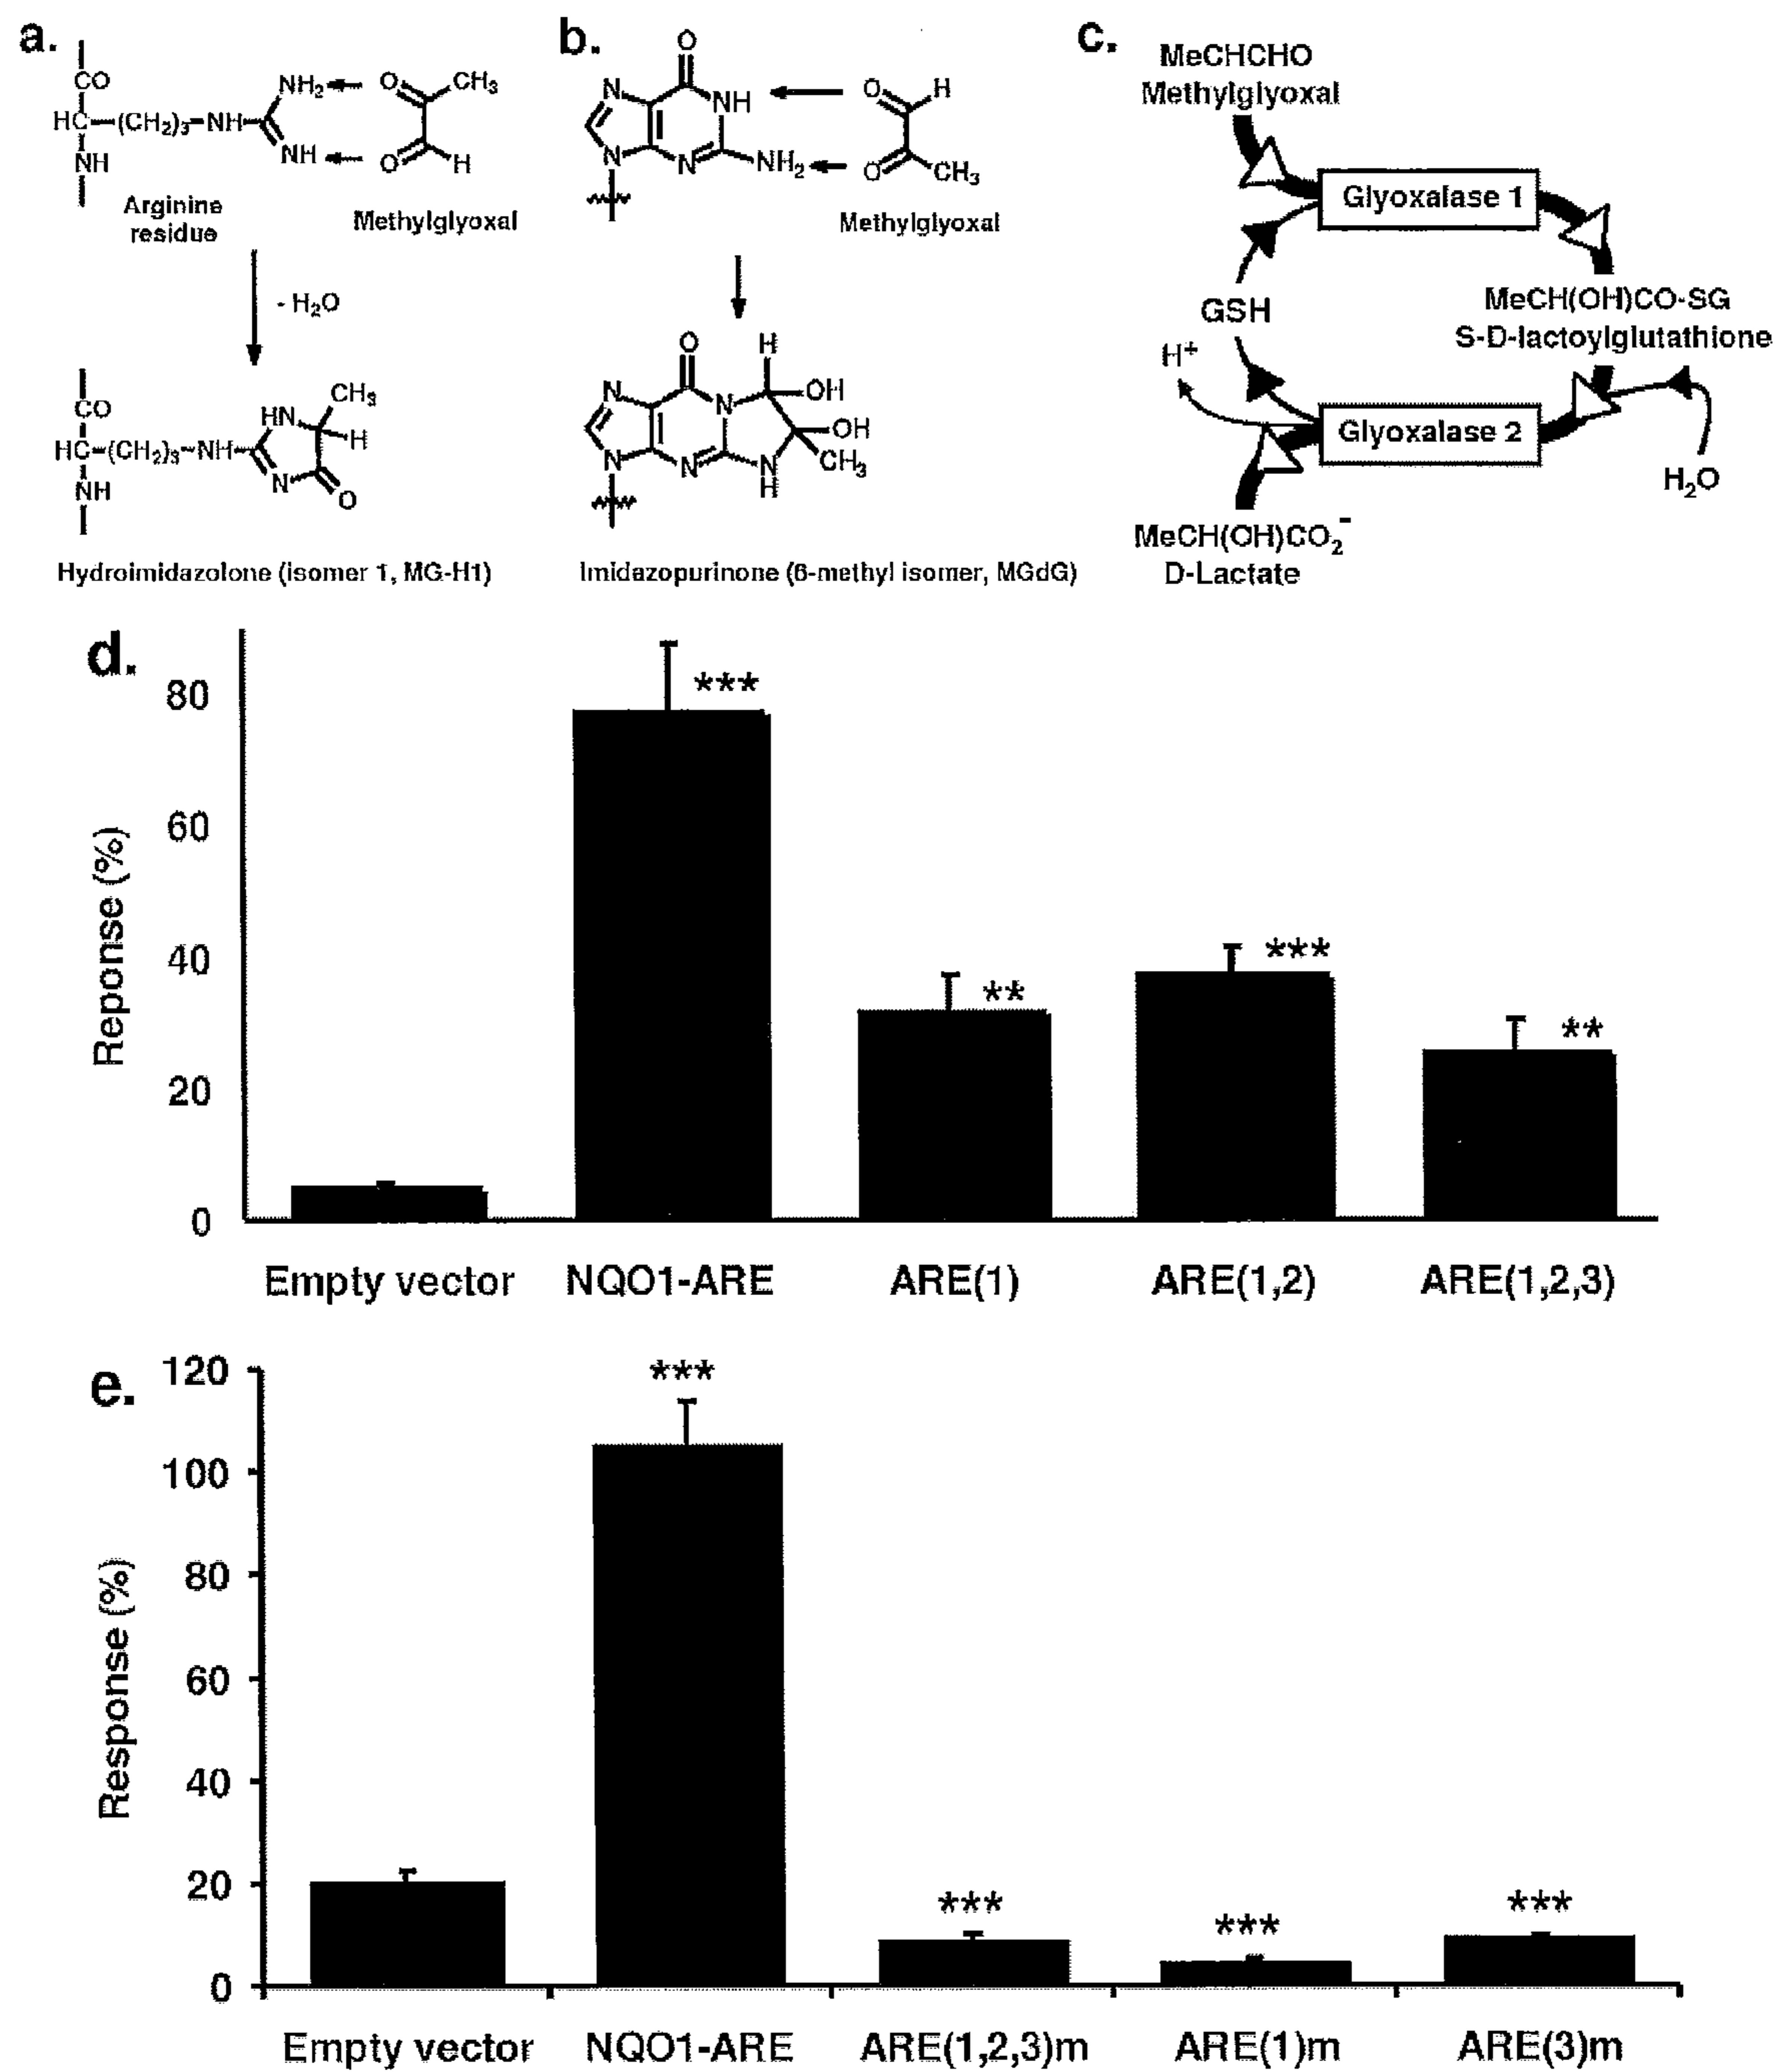 a.
CO
HC-(CH2)3-NH
NH
NH2
NH
O
CH3
O
H
Arginine
residue
Methylglyoxal
- H2O
CO
HC-(CH2)3-NH
NH
HN
N
CH3
H
O
Hydroimidazolone (isomer 1, MG-H1)
b.
O
N
NH
N
N
NH2
O
H
O
CH3
Methylglyoxal
O
H
N
N
OH
OH
CH3
N
N
N
H
Imidazopurinone (6-methyl isomer, MGdG)
c.
MeCHCHO
Methylglyoxal
Glyoxalase 1
GSH
MeCH(OH)CO-SG
S-D-lactoylglutathione
H+
Glyoxalase 2
H2O
MeCH(OH)CO2-
D-Lactate
d.
Reponse (%)
80
60
40
20
0
***
**
***
**
Empty vector
NQO1-ARE
ARE(1)
ARE(1,2)
ARE(1,2,3)
e.
Response (%)
120
100
80
60
40
20
0
***
***
***
***
Empty vector
NQO1-ARE
ARE(1,2,3)m
ARE(1)m
ARE(3)m